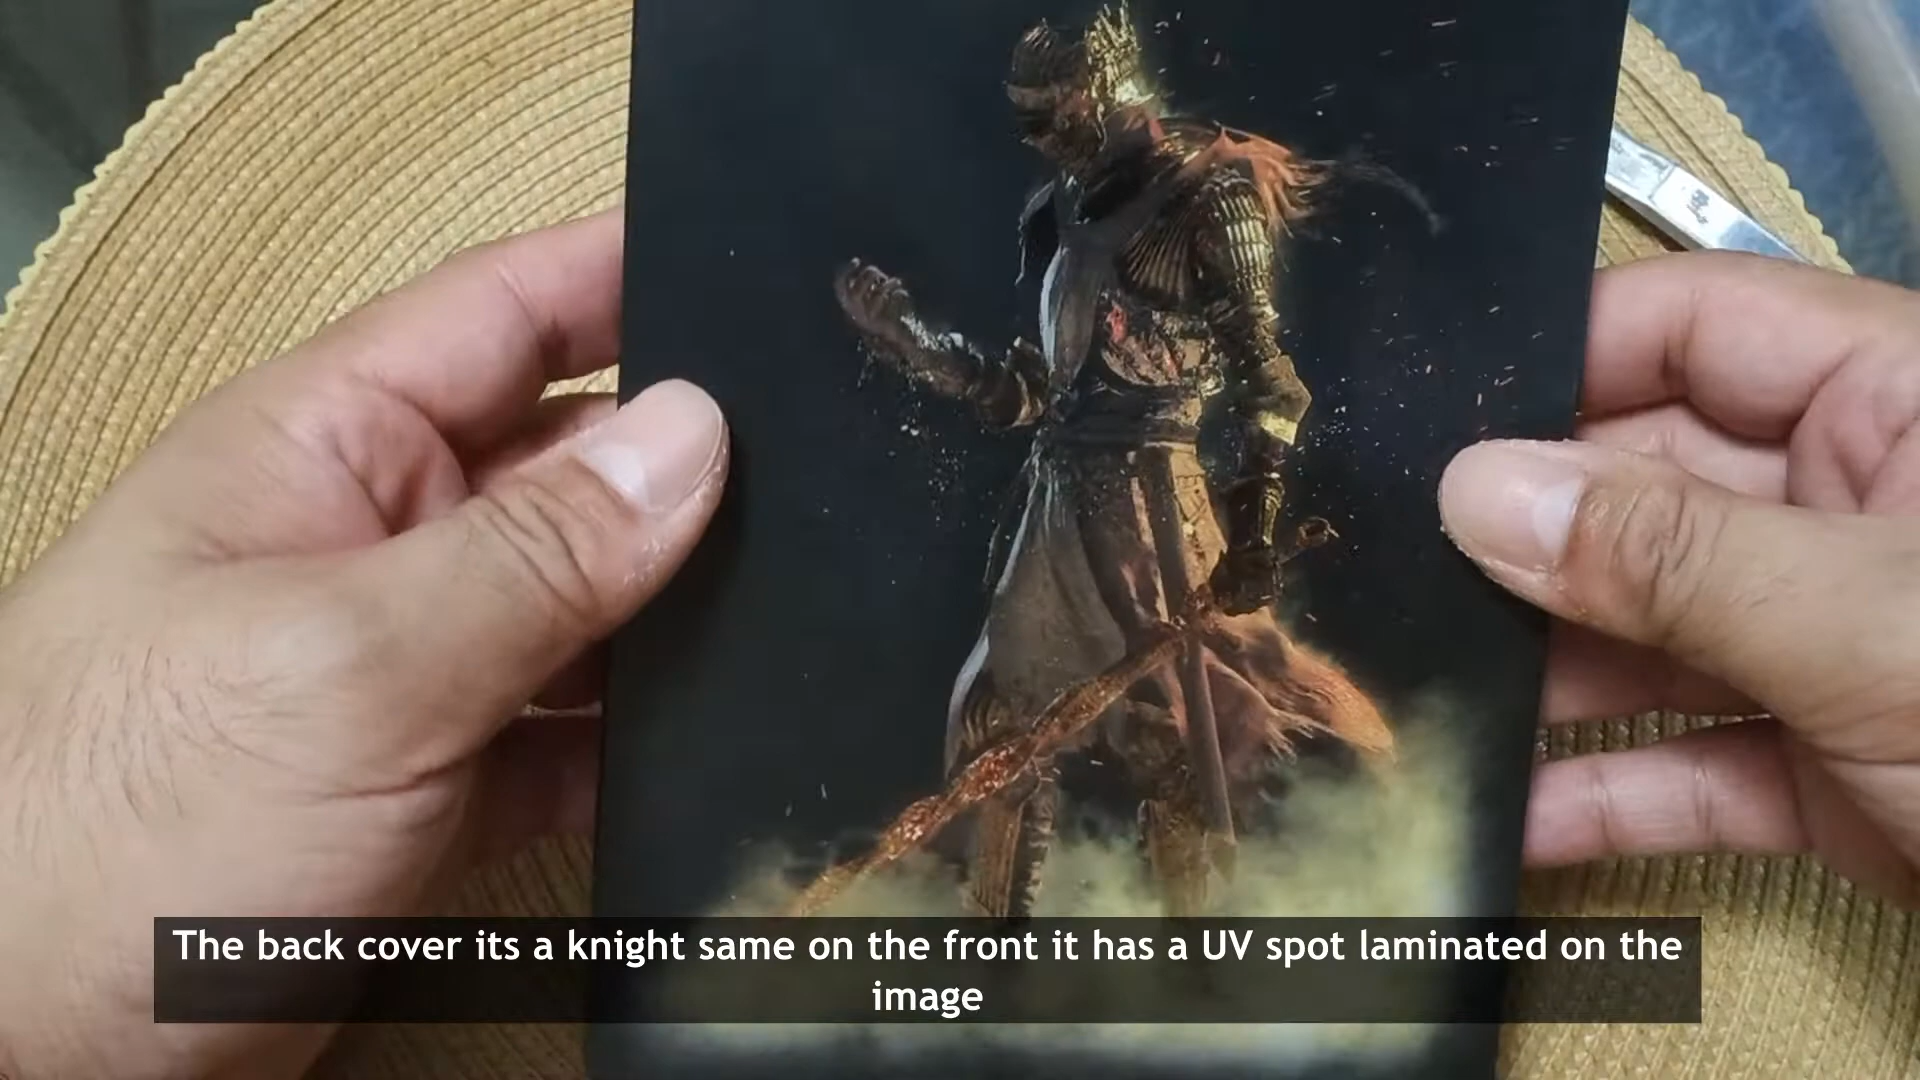 The back cover its a knight same on the front it has a UV spot laminated on the
image